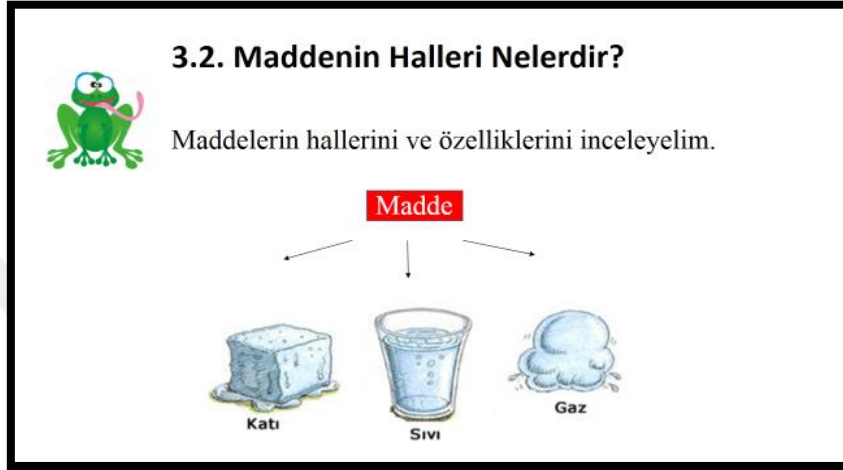 3.2. Maddenin Halleri Nelerdir?
Maddelerin hallerini ve özelliklerini inceleyelim.
Madde
Katı
Sıvı
Gaz